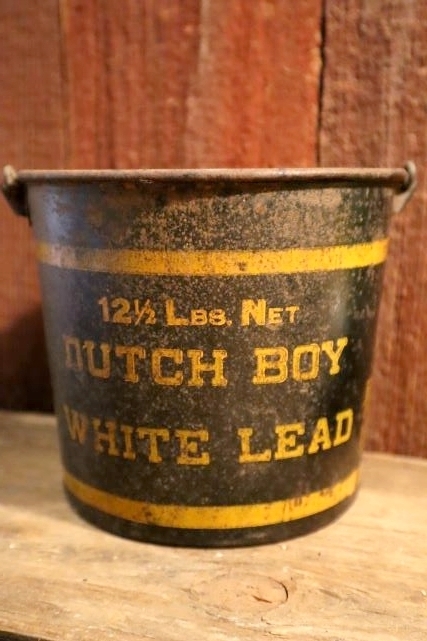 12½ LBS. NET
DUTCH BOY
WHITE LEAD